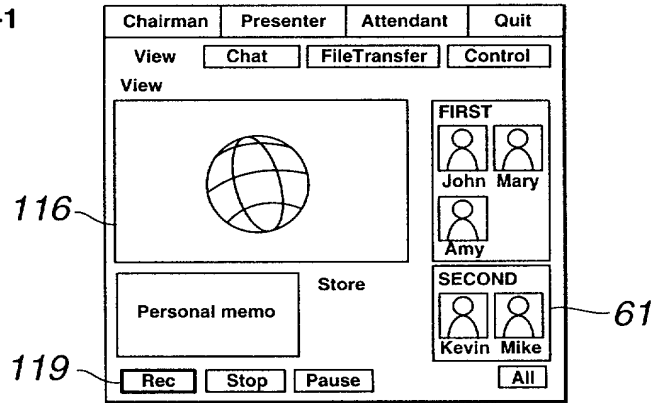 -1
Chairman Presenter Attendant Quit
View Chat FileTransfer Control
View
FIRST
John Mary
116
Amy
Store
SECOND
Personal memo
61
Kevin Mike
119
Rec Stop Pause All